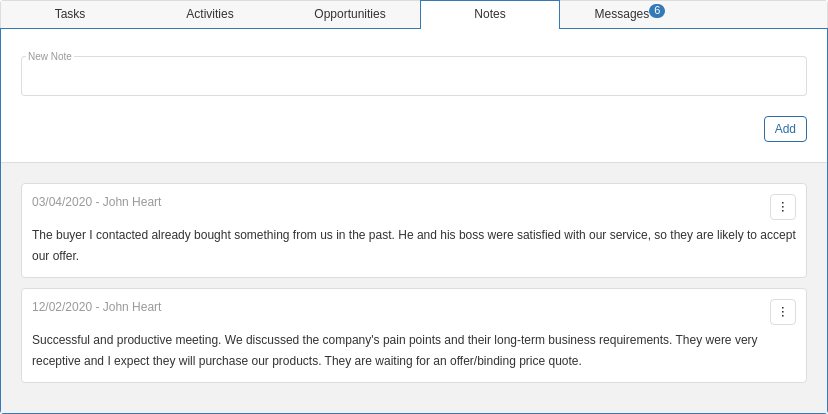 Tasks Activities Opportunities Notes Messages 6
New Note
Add
03/04/2020 - John Heart
The buyer I contacted already bought something from us in the past. He and his boss were satisfied with our service, so they are likely to accept
our offer.
12/02/2020 - John Heart
Successful and productive meeting. We discussed the company's pain points and their long-term business requirements. They were very
receptive and I expect they will purchase our products. They are waiting for an offer/binding price quote.